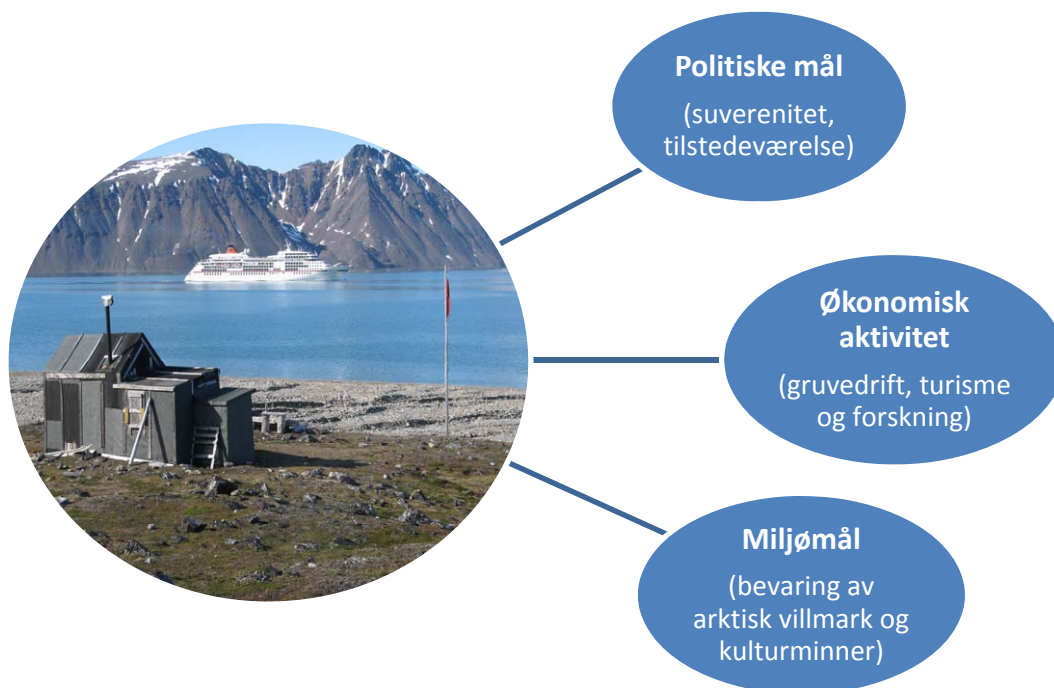 Politiske mål
(suverenitet,
tilstedeværelse)
Økonomisk
aktivitet
(gruvedrift, turisme
og forskning)
Miljømål
(bevaring av
arktisk villmark og
kulturminner)